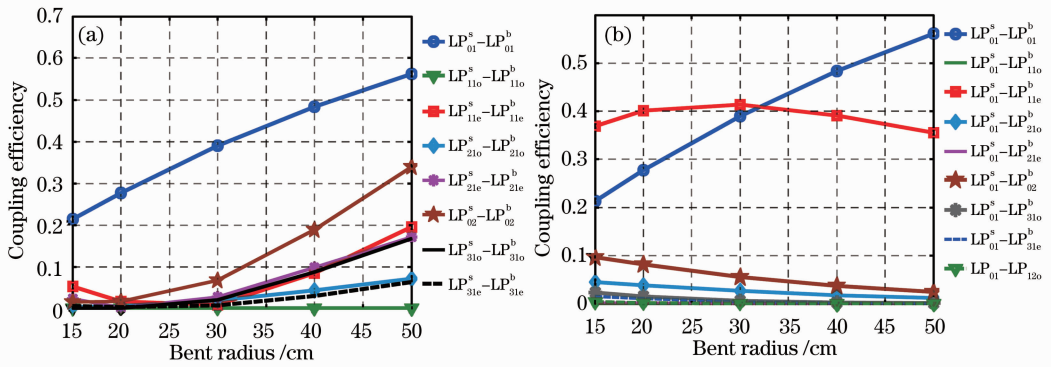 (a)
Coupling efficiency
0.7
0.6
0.5
0.4
0.3
0.2
0.1
0
15 20 25 30 35 40 45 50
Bent radius /cm
LP^s_01−LP^b_01
LP^s_11o−LP^b_11o
LP^s_11e−LP^b_11e
LP^s_21o−LP^b_21o
LP^s_21e−LP^b_21e
LP^s_02−LP^b_02
LP^s_31o−LP^b_31o
LP^s_31e−LP^b_31e
(b)
Coupling efficiency
0.5
0.4
0.3
0.2
0.1
0
15 20 25 30 35 40 45 50
Bent radius /cm
LP^s_01−LP^b_01
LP^s_01−LP^b_11o
LP^s_01−LP^b_11e
LP^s_01−LP^b_21o
LP^s_01−LP^b_21e
LP^s_01−LP^b_02
LP^s_01−LP^b_31o
LP^s_01−LP^b_31e
LP_01−LP_12o